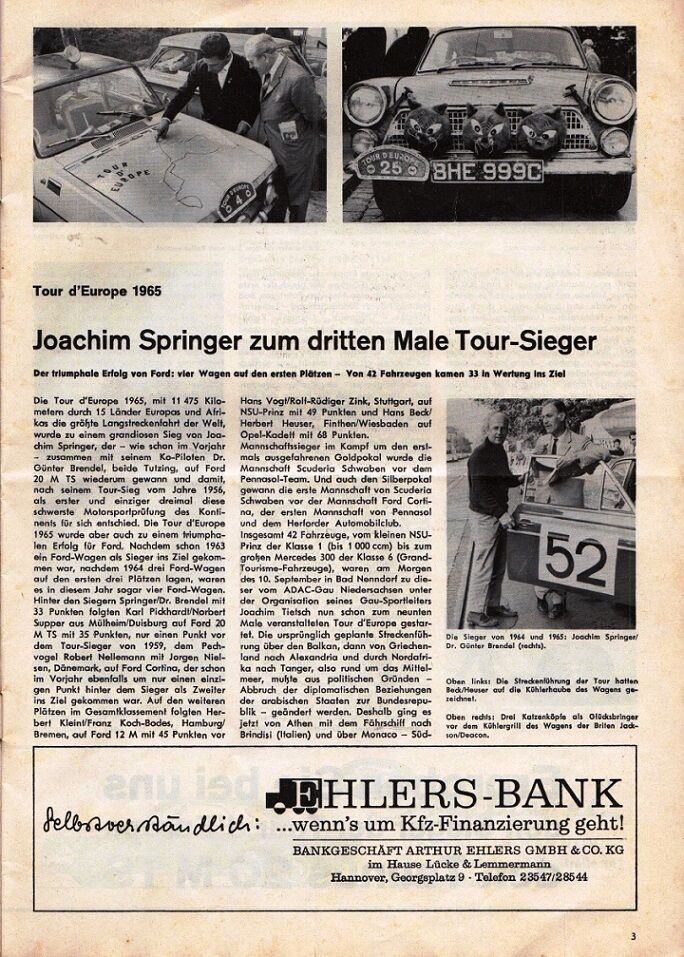 TOUR
D'
EUROPE
TOUR D'EUROPE
4
TOUR D'EUROPE
25
8HE 999C
Tour d'Europe 1965
Joachim Springer zum dritten Male Tour-Sieger
Der triumphale Erfolg von Ford: vier Wagen auf den ersten Plätzen – Von 42 Fahrzeugen kamen 33 in Wertung ins Ziel
Die Tour d'Europe 1965, mit 11 475 Kilo-
metern durch 15 Länder Europas und Afri-
kas die größte Langstreckenfahrt der Welt,
wurde zu einem grandiosen Sieg von Joa-
chim Springer, der – wie schon im Vorjahr
– zusammen mit seinem Ko-Piloten Dr.
Günter Brendel, beide Tutzing, auf Ford
20 M TS wiederum gewann und damit,
nach seinem Tour-Sieg vom Jahre 1956,
als erster und einziger dreimal diese
schwerste Motorsportprüfung des Konti-
nents für sich entschied. Die Tour d'Europe
1965 wurde aber auch zu einem triumpha-
len Erfolg für Ford. Nachdem schon 1963
ein Ford-Wagen als Sieger ins Ziel gekom-
men war, nachdem 1964 drei Ford-Wagen
auf den ersten drei Plätzen lagen, waren
es in diesem Jahr sogar vier Ford-Wagen.
Hinter den Siegern Springer/Dr. Brendel mit
33 Punkten folgten Karl Pickhardt/Norbert
Supper aus Mülheim/Duisburg auf Ford 20
M TS mit 35 Punkten, nur einen Punkt vor
dem Tour-Sieger von 1959, dem Pech-
vogel Robert Nellemann mit Jörgen Niel-
sen, Dänemark, auf Ford Cortina, der schon
im Vorjahr ebenfalls um nur einen einzi-
gen Punkt hinter dem Sieger als Zweiter
ins Ziel gekommen war. Auf den weiteren
Plätzen im Gesamtklassement folgten Her-
bert Kleint/Franz Koch-Bodes, Hamburg/
Bremen, auf Ford 12 M mit 45 Punkten vor
Hans Vogt/Rolf-Rüdiger Zink, Stuttgart, auf
NSU-Prinz mit 49 Punkten und Hans Beck/
Herbert Heuser, Finthen/Wiesbaden auf
Opel-Kadett mit 68 Punkten.
Mannschaftssieger im Kampf um den erst-
mals ausgefahrenen Goldpokal wurde die
Mannschaft Scuderia Schwaben vor dem
Pennasol-Team. Und auch den Silberpokal
gewann die erste Mannschaft von Scuderia
Schwaben vor der Mannschaft Ford Cortina,
der ersten Mannschaft von Pennasol
und dem Herforder Automobilclub.
Insgesamt 42 Fahrzeuge, vom kleinen NSU-
Prinz der Klasse 1 (bis 1 000 ccm) bis zum
großen Mercedes 300 der Klasse 6 (Grand-
Tourisme-Fahrzeuge), waren am Morgen
des 10. September in Bad Nenndorf zu die-
ser vom ADAC-Gau Niedersachsen unter
der Organisation seines Gau-Sportleiters
Joachim Tietsch nun schon zum neunten
Male veranstalteten Tour d'Europe gestar-
tet. Die ursprünglich geplante Streckenfüh-
rung über den Balkan, dann von Griechen-
land nach Alexandria und durch Nordafrika
nach Tanger, also rund um das Mittel-
meer, mußte aus politischen Gründen –
Abbruch der diplomatischen Beziehungen
der arabischen Staaten zur Bundesrepu-
blik – geändert werden. Deshalb ging es
jetzt von Athen mit dem Fährschiff nach
Brindisi (Italien) und über Monaco – Süd-
52
Die Sieger von 1964 und 1965: Joachim Springer/
Dr. Günter Brendel (rechts).
Oben links: Die Streckenführung der Tour hatten
Beck/Heuser auf die Kühlerhaube des Wagens ge-
zeichnet.
Oben rechts: Drei Katzenköpfe als Glücksbringer
vor dem Kühlergrill des Wagens der Briten Jack-
son/Deacon.
Selbstverständlich:
EHLERS-BANK
...wenn's um Kfz-Finanzierung geht!
BANKGESCHÄFT ARTHUR EHLERS GMBH & CO. KG
im Hause Lücke & Lemmermann
Hannover, Georgsplatz 9 · Telefon 23547/28544
3